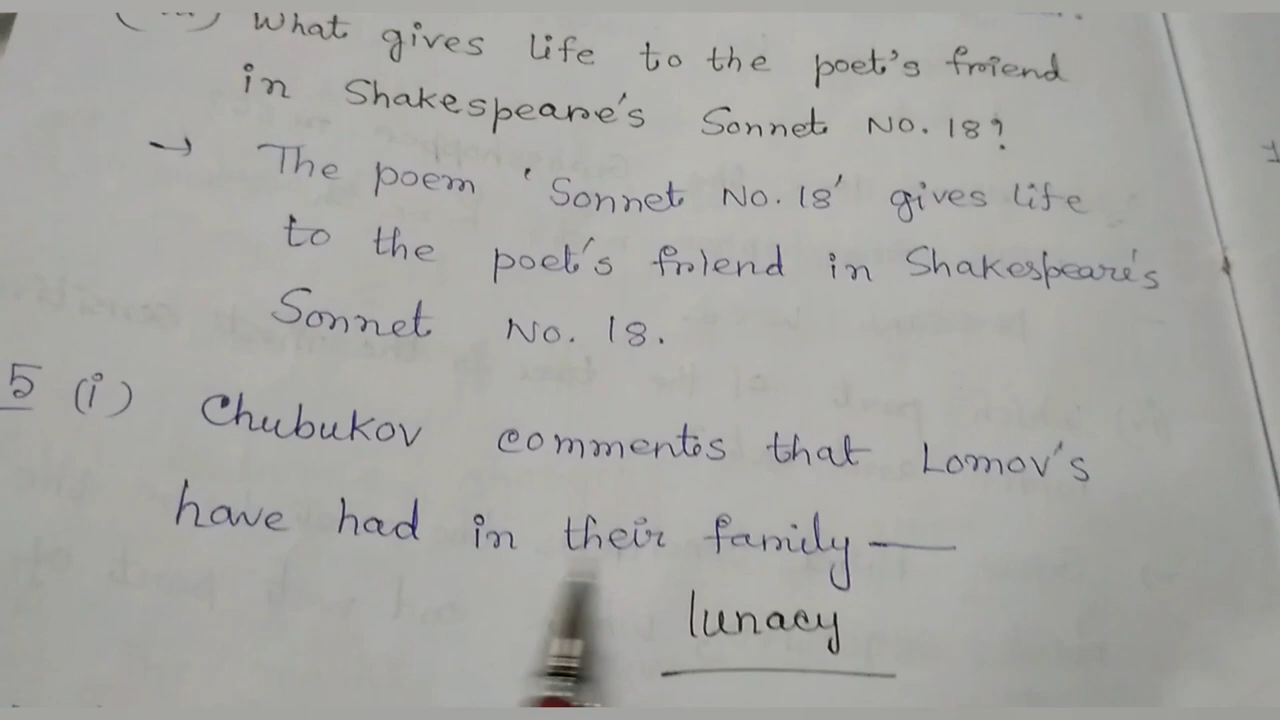 What gives life to the poet's friend
in Shakespeare's Sonnet No. 18?
→ The poem 'Sonnet No. 18' gives life
to the poet's friend in Shakespeare's
Sonnet No. 18.
5 (i) Chubukov comments that Lomov's
have had in their family —
lunacy